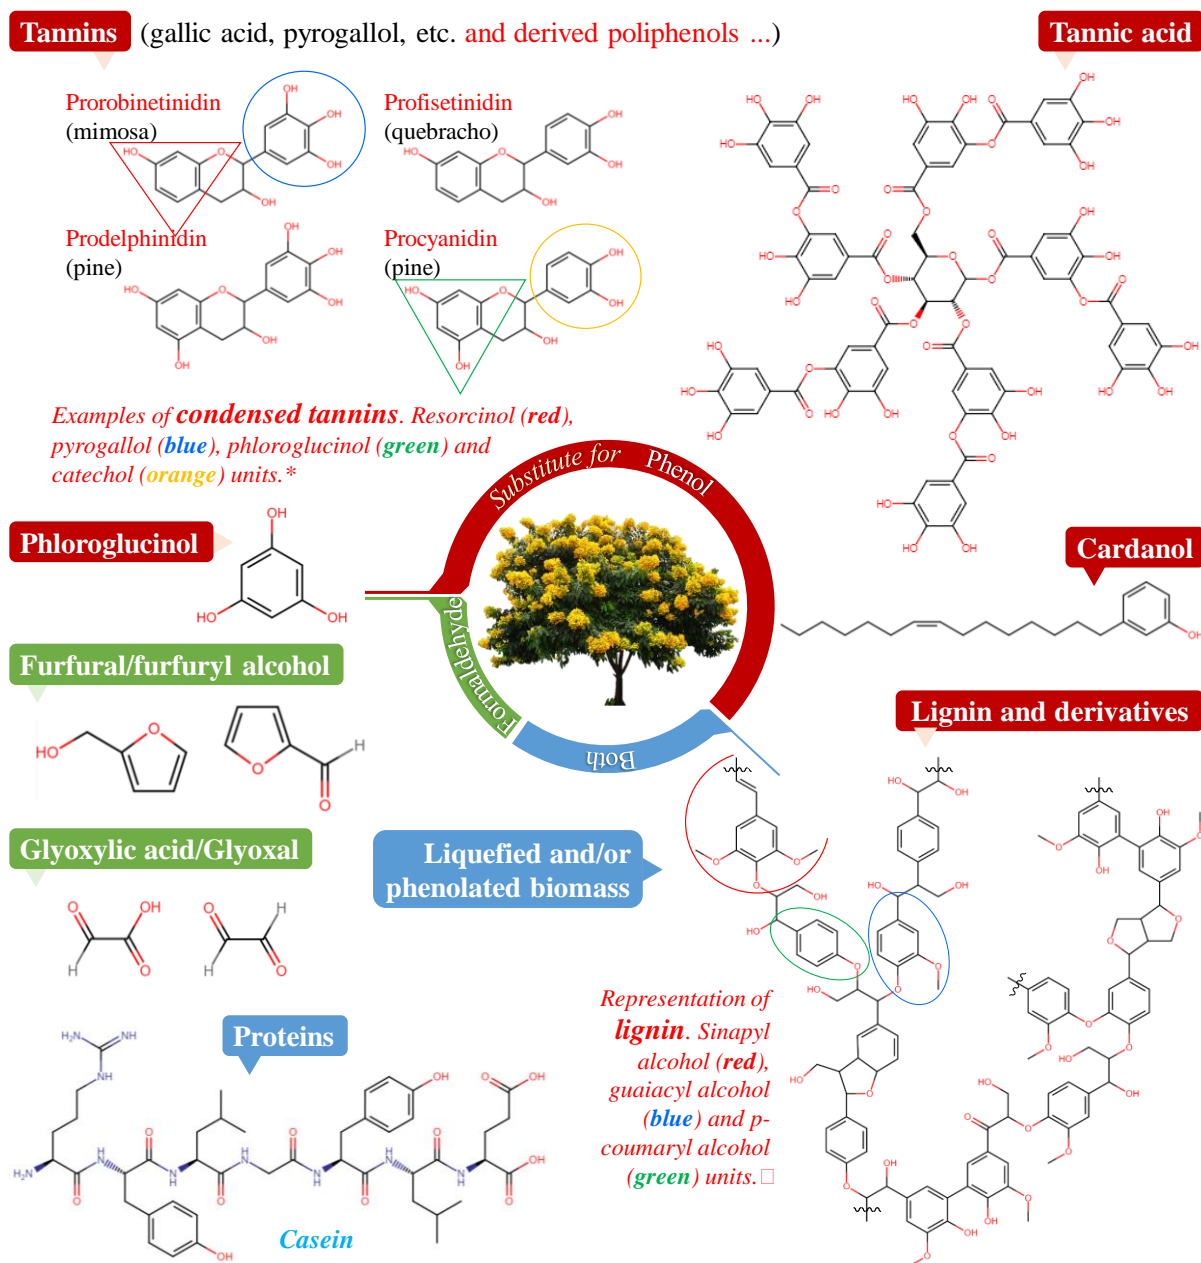 Tannins (gallic acid, pyrogallol, etc. and derived poliphenols ...)
Tannic acid
Prorobinetinidin
(mimosa)
Profisetinidin
(quebracho)
Prodelphinidin
(pine)
Procyanidin
(pine)
Examples of condensed tannins. Resorcinol (red),
pyrogallol (blue), phloroglucinol (green) and
catechol (orange) units.*
Substitute for Phenol
Formaldehyde
Both
Phloroglucinol
Cardanol
Furfural/furfuryl alcohol
Lignin and derivatives
Glyoxylic acid/Glyoxal
Liquefied and/or
phenolated biomass
Representation of
lignin. Sinapyl
alcohol (red),
guaiacyl alcohol
(blue) and p-
coumaryl alcohol
(green) units.□
Proteins
Casein